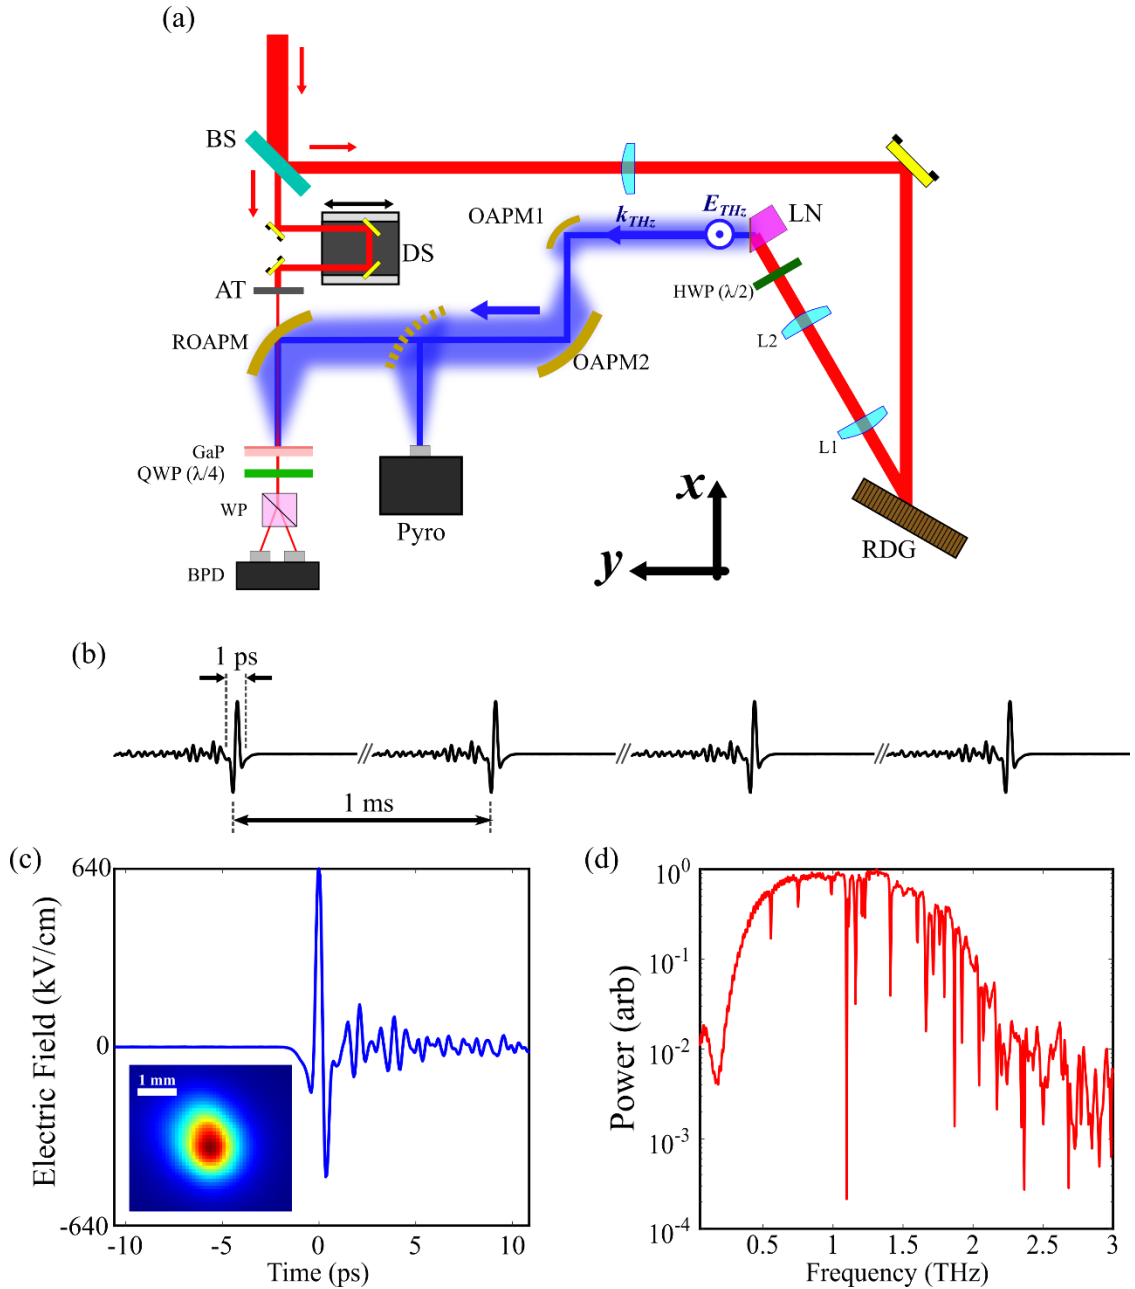 (a)
BS
DS
AT
ROAPM
OAPM1
k_THz
E_THz
LN
HWP (λ/2)
L2
OAPM2
L1
GaP
QWP (λ/4)
WP
BPD
Pyro
x
y
RDG
(b)
1 ps
1 ms
(c)
640
0
-640
Electric Field (kV/cm)
1 mm
-10
-5
0
5
10
Time (ps)
(d)
10^0
10^-1
10^-2
10^-3
10^-4
Power (arb)
0.5
1
1.5
2
2.5
3
Frequency (THz)